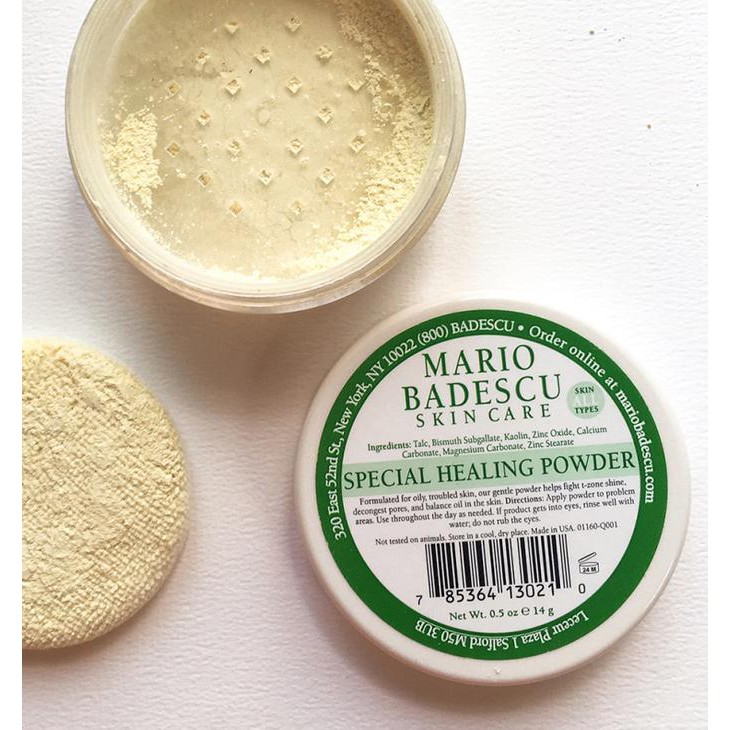 320 East 52nd St., New York, NY 10022 (800) BADESCU • Order online at mariobadescu.com
MARIO
BADESCU
SKIN CARE
SKIN
ALL
TYPES
Ingredients: Talc, Bismuth Subgallate, Kaolin, Zinc Oxide, Calcium
Carbonate, Magnesium Carbonate, Zinc Stearate
SPECIAL HEALING POWDER
Formulated for oily, troubled skin, our gentle powder helps fight t-zone shine,
decongest pores, and balance oil in the skin. Directions: Apply powder to problem
areas. Use throughout the day as needed. If product gets into eyes, rinse well with
water; do not rub the eyes.
Not tested on animals. Store in a cool, dry place. Made in USA. 01160-Q001
24 M
7 85364 13021 0
Net Wt. 0.5 oz ℮ 14 g
Leceur Plaza 1 Salford M50 3UB